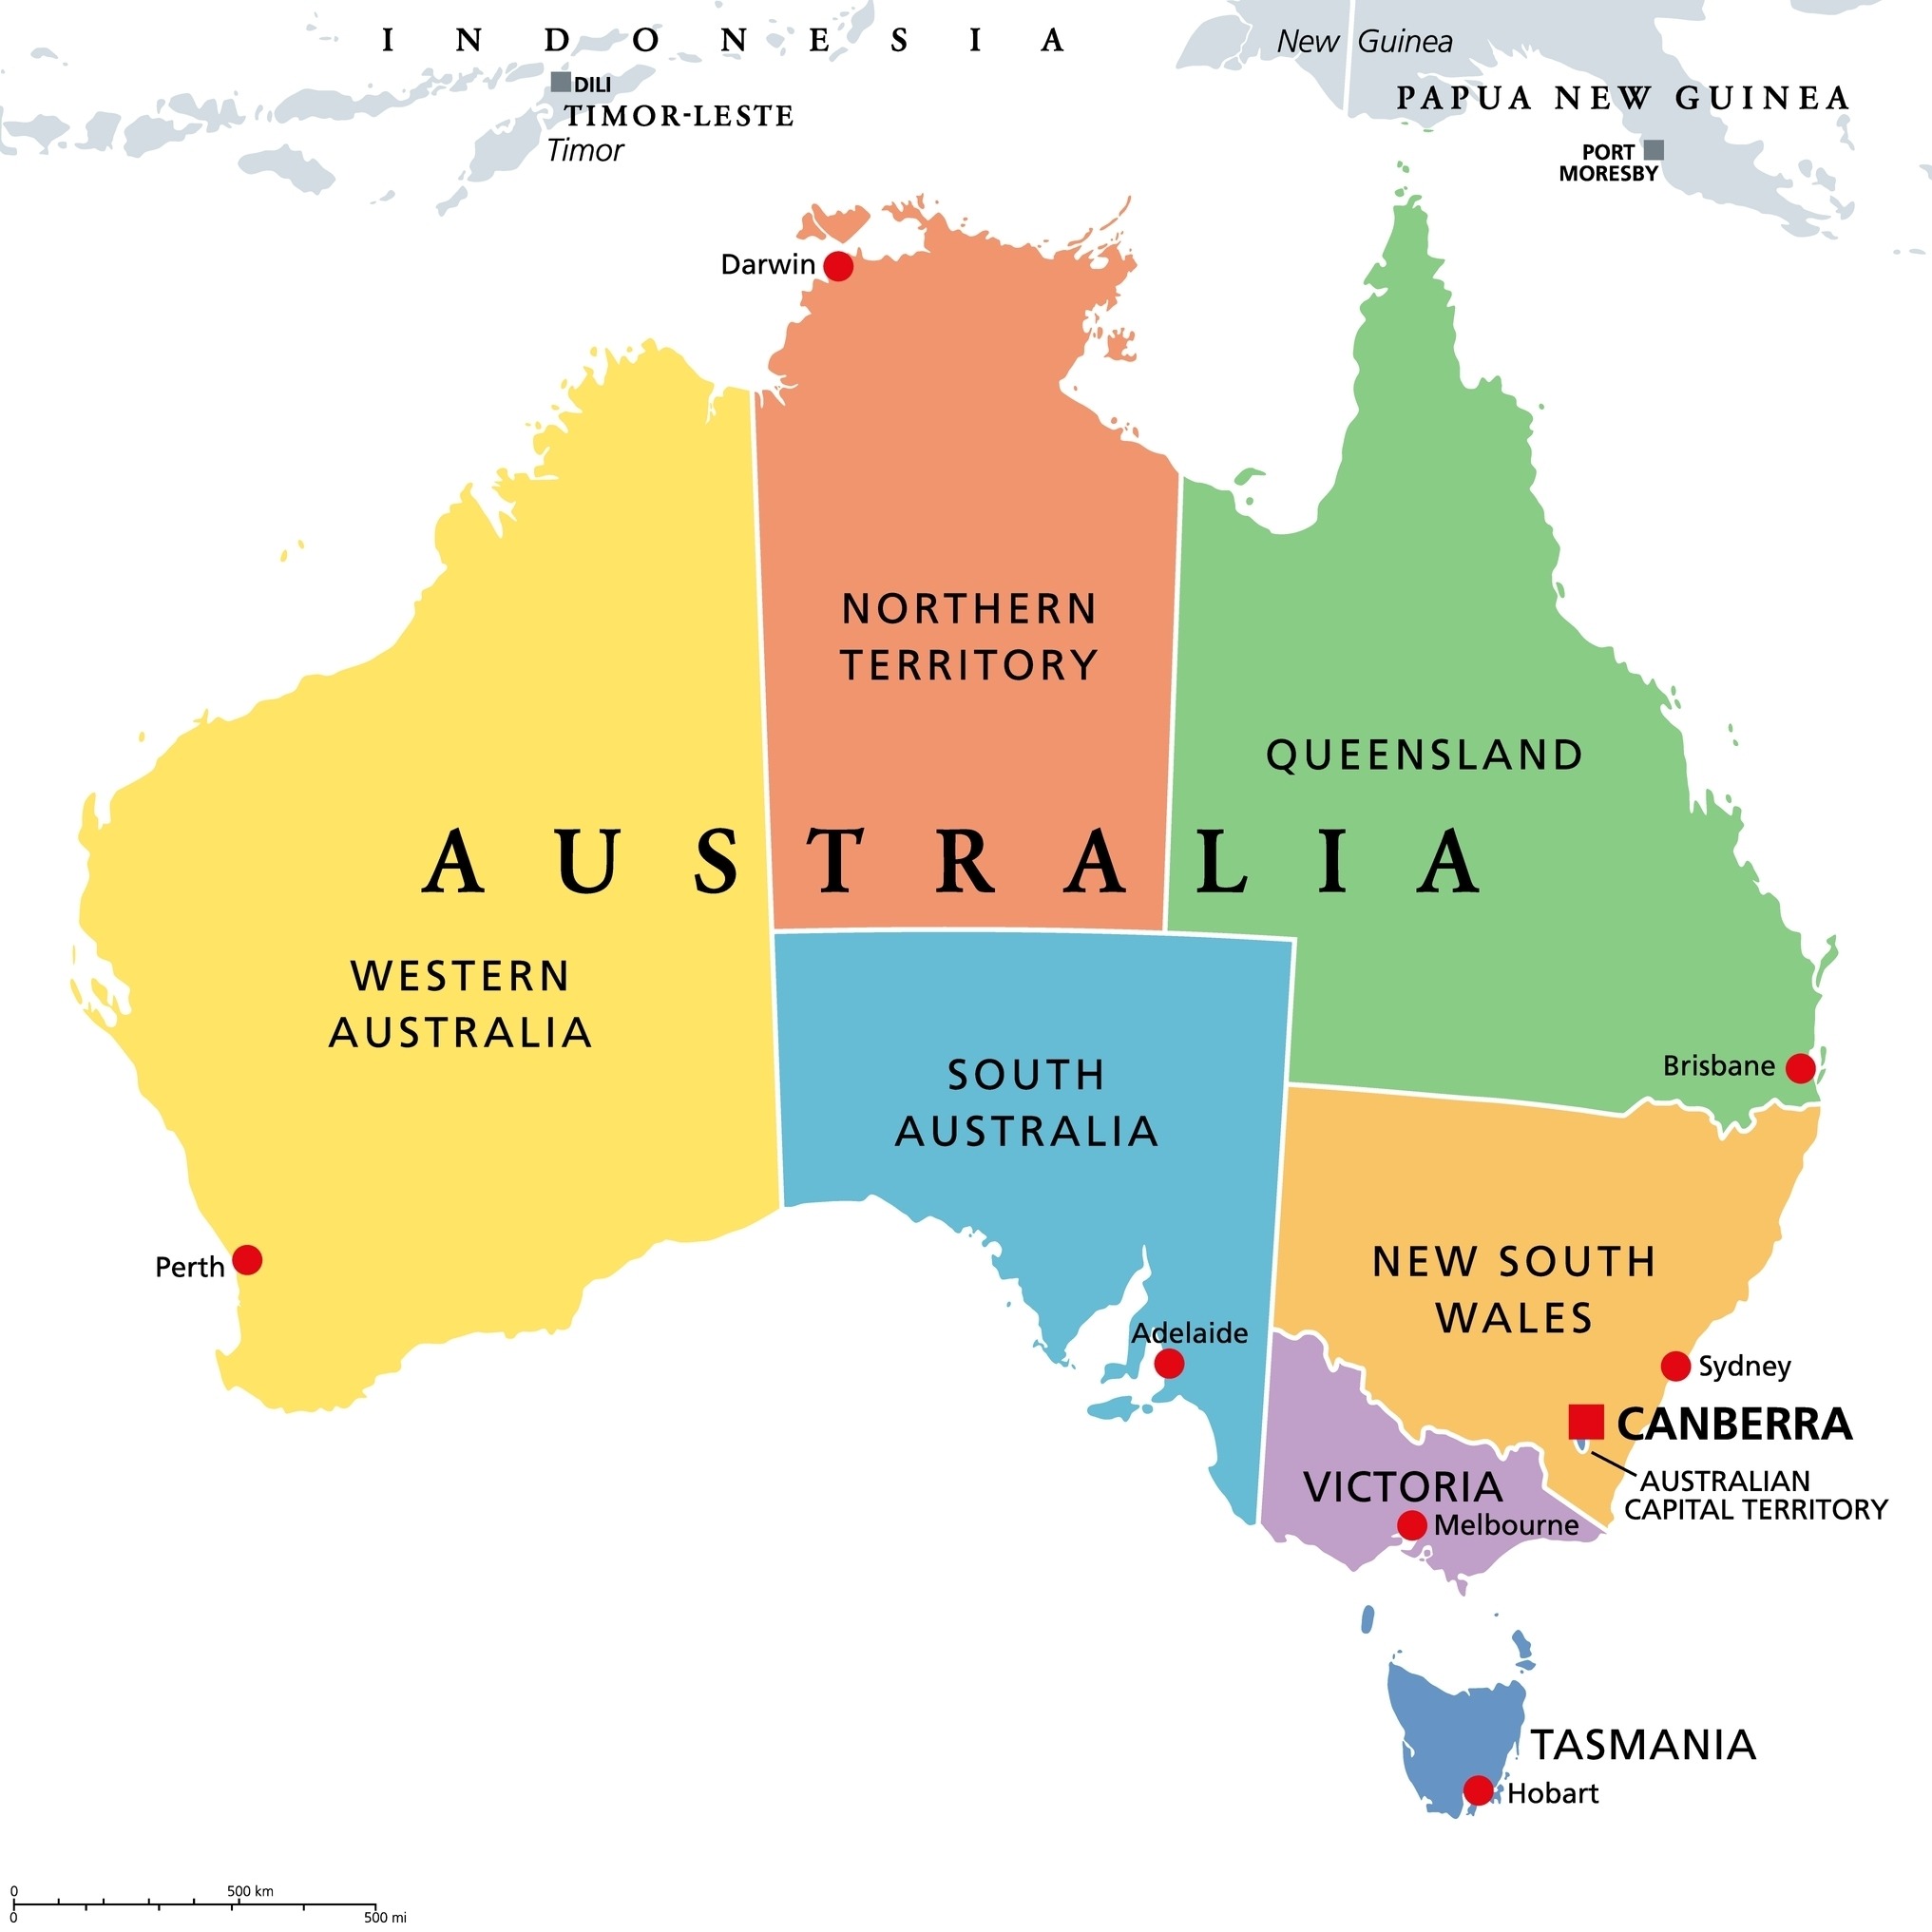 INDONESIA
New Guinea
DILI
TIMOR-LESTE
Timor
PAPUA NEW GUINEA
PORT
MORESBY
Darwin
NORTHERN
TERRITORY
QUEENSLAND
AUSTRALIA
WESTERN
AUSTRALIA
SOUTH
AUSTRALIA
Brisbane
Perth
NEW SOUTH
WALES
Adelaide
Sydney
CANBERRA
AUSTRALIAN
CAPITAL TERRITORY
VICTORIA
Melbourne
TASMANIA
Hobart
0 500 km
0 500 mi